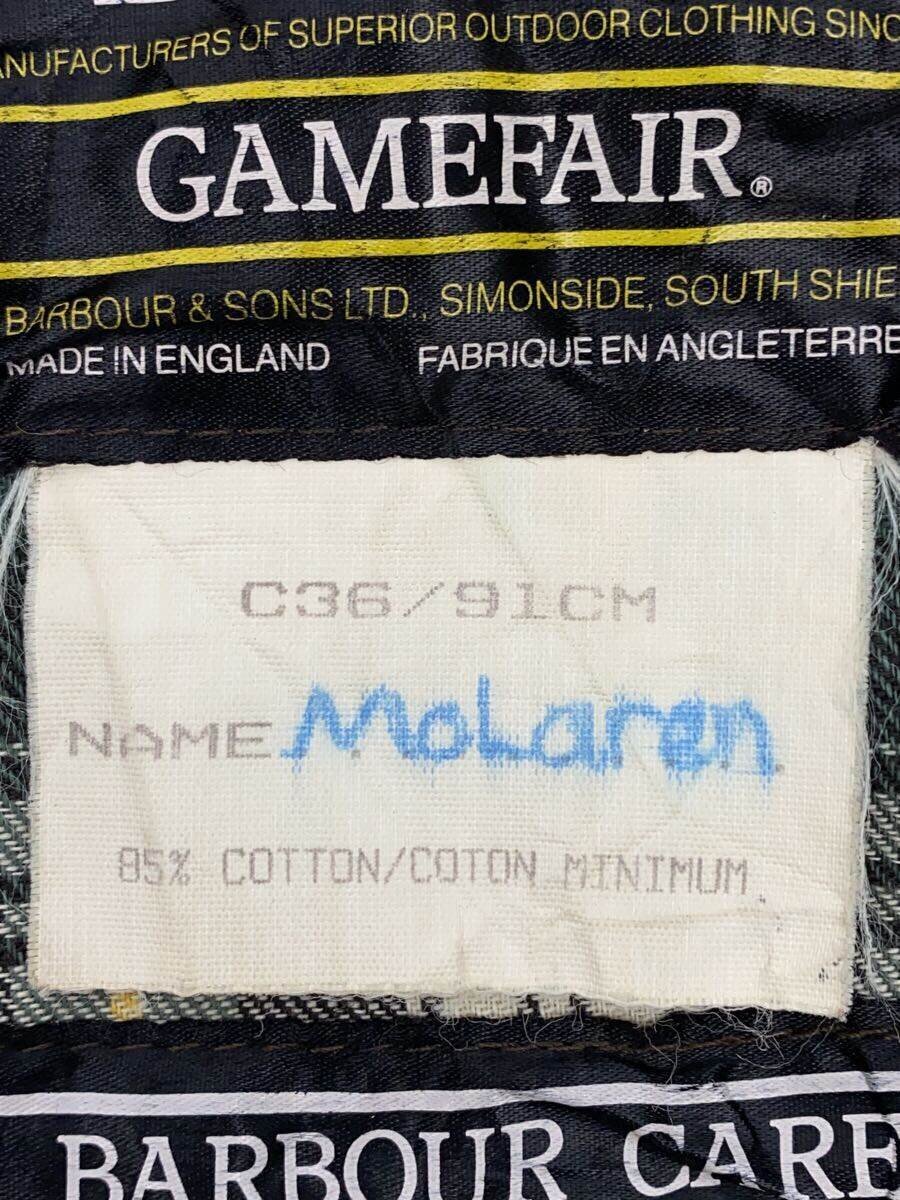 MANUFACTURERS OF SUPERIOR OUTDOOR CLOTHING SINC
GAMEFAIR®
BARBOUR & SONS LTD., SIMONSIDE, SOUTH SHIE
MADE IN ENGLAND FABRIQUE EN ANGLETERRE
C36/91CM
NAME McLaren
85% COTTON/COTON MINIMUM
BARBOUR CARE